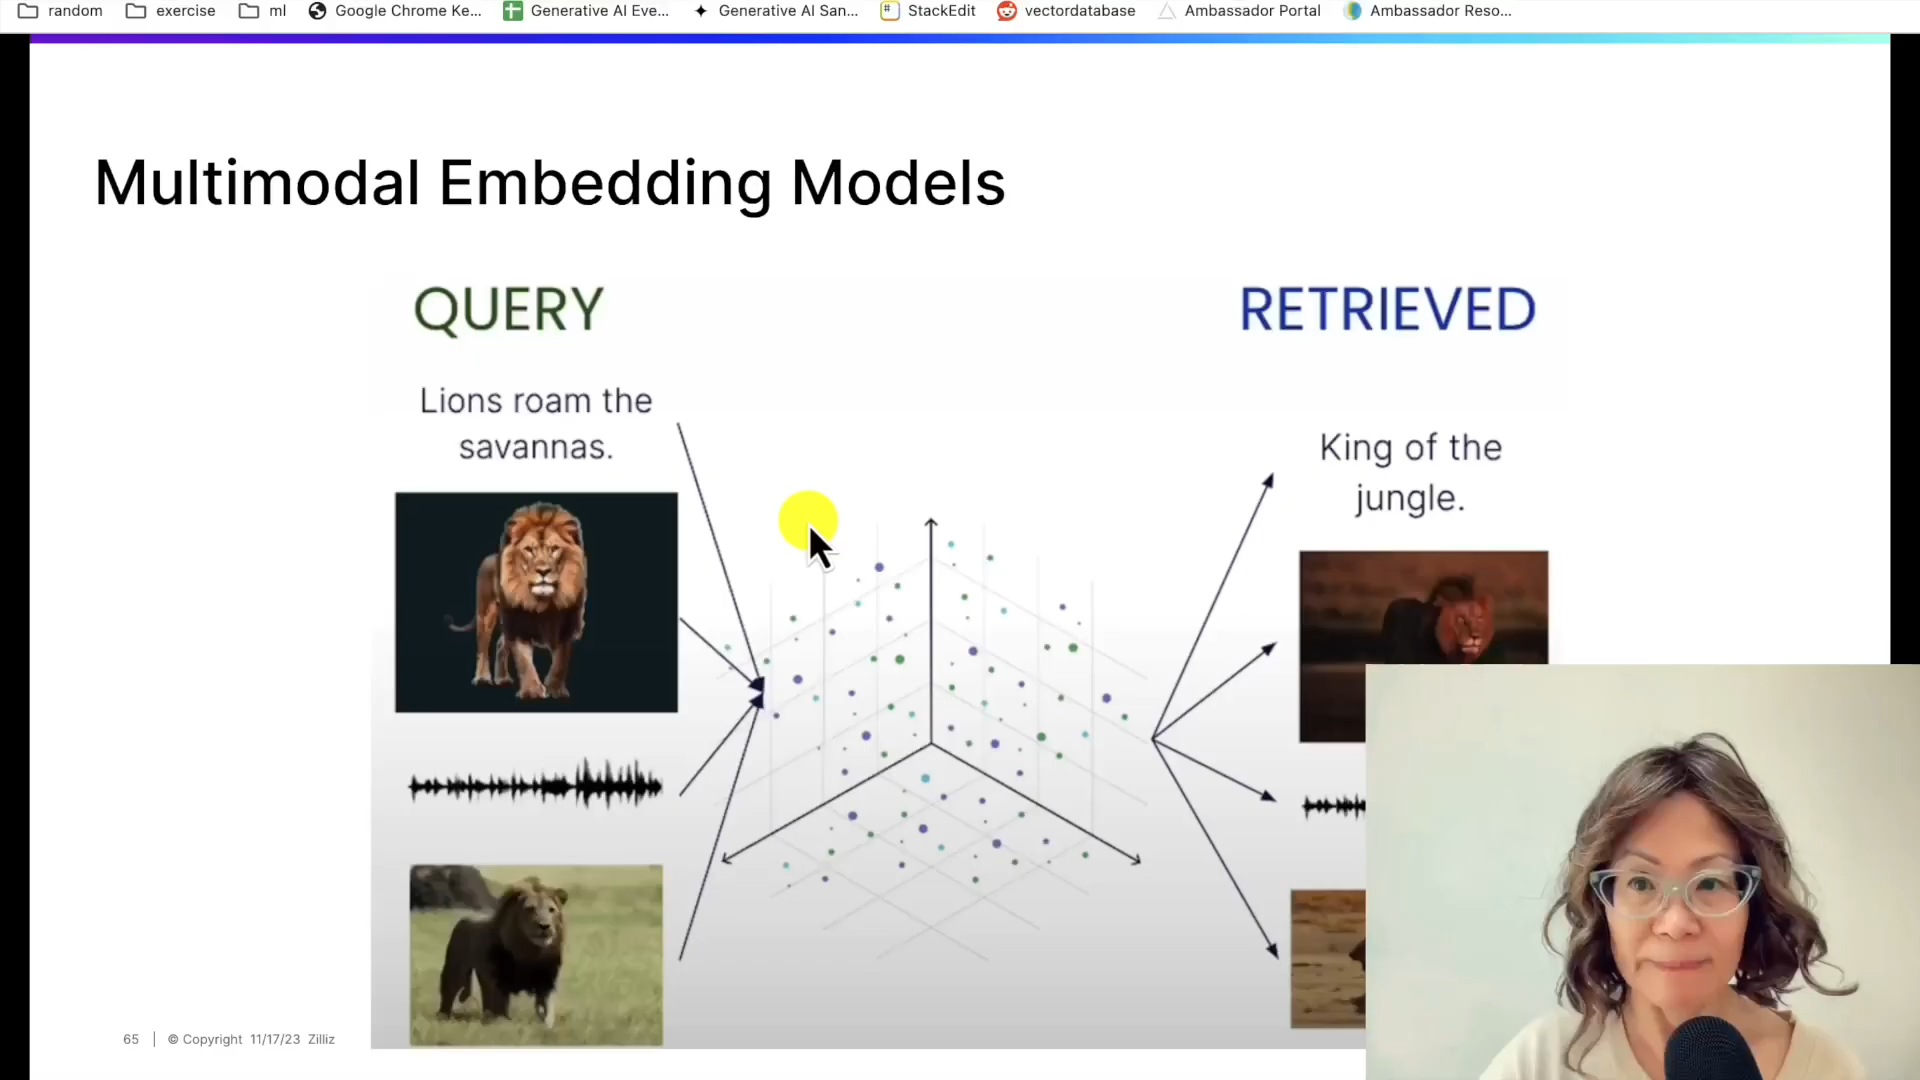 random exercise ml Google Chrome Ke... Generative AI Eve... Generative AI San... StackEdit vectordatabase Ambassador Portal Ambassador Reso...
Multimodal Embedding Models
QUERY
Lions roam the
savannas.
RETRIEVED
King of the
jungle.
65 | © Copyright 11/17/23 Zilliz